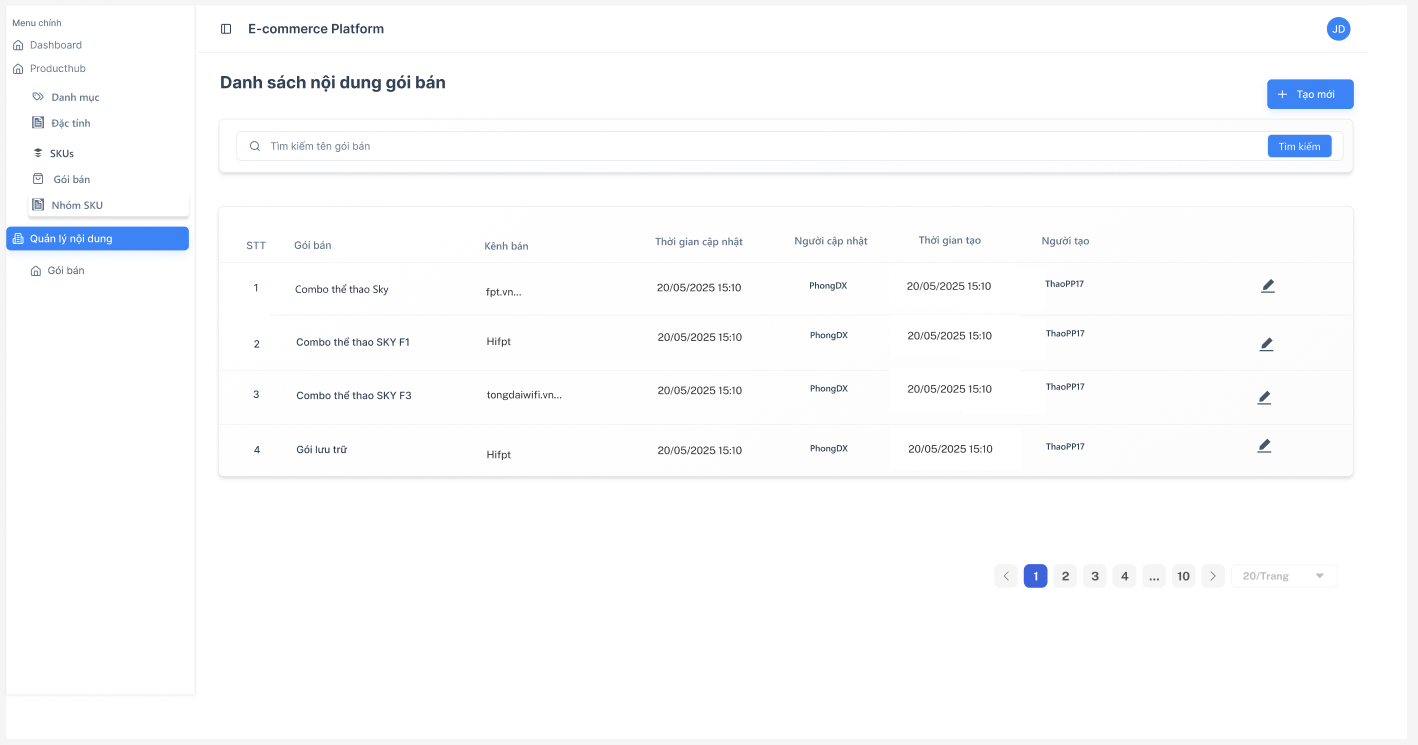 Menu chính
Dashboard
Producthub
Danh mục
Đặc tính
SKUs
Gói bán
Nhóm SKU
Quản lý nội dung
Gói bán
E-commerce Platform
JD
Danh sách nội dung gói bán
Tạo mới
Tìm kiếm tên gói bán
Tìm kiếm
STT Gói bán Kênh bán Thời gian cập nhật Người cập nhật Thời gian tạo Người tạo
1 Combo thể thao Sky fpt.vn... 20/05/2025 15:10 PhongDX 20/05/2025 15:10 ThaoPP17
2 Combo thể thao SKY F1 Hifpt 20/05/2025 15:10 PhongDX 20/05/2025 15:10 ThaoPP17
3 Combo thể thao SKY F3 tongdaiwifi.vn... 20/05/2025 15:10 PhongDX 20/05/2025 15:10 ThaoPP17
4 Gói lưu trữ Hifpt 20/05/2025 15:10 PhongDX 20/05/2025 15:10 ThaoPP17
1 2 3 4 ... 10 20/Trang